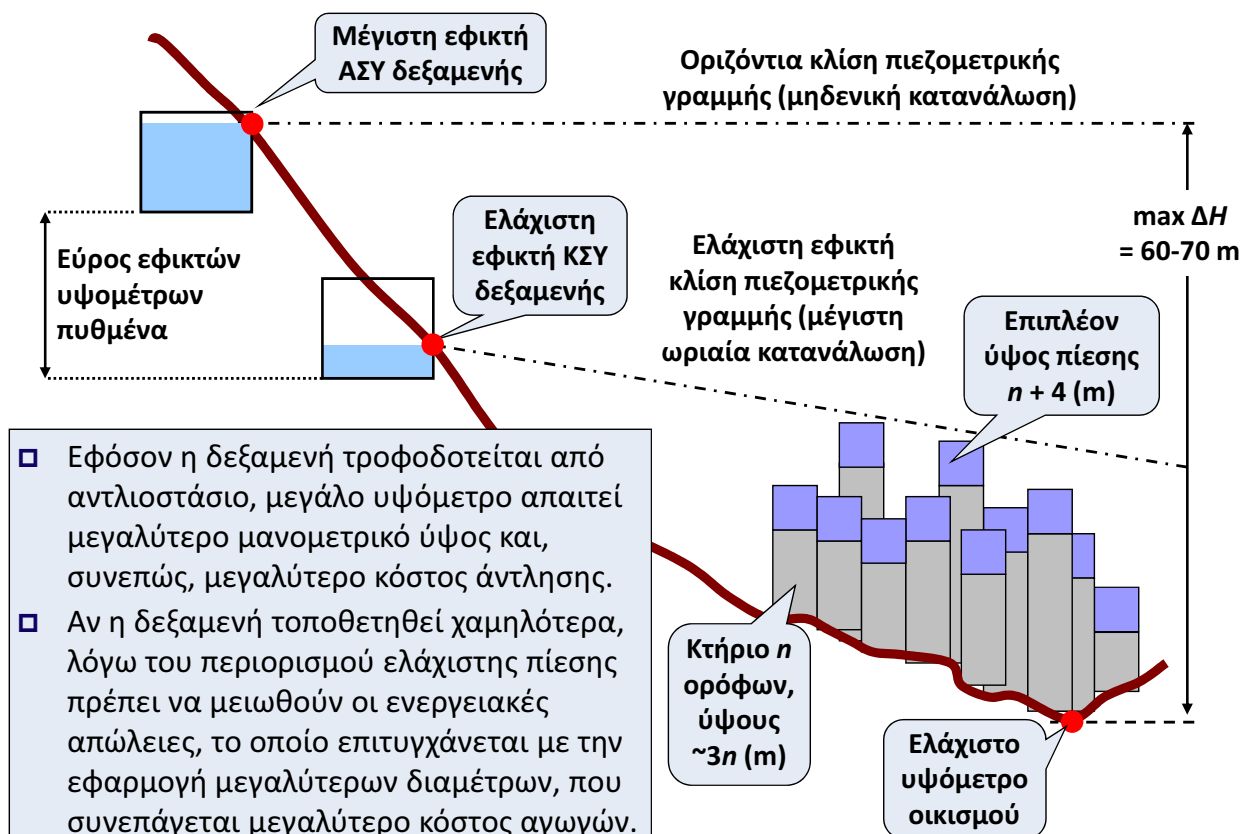 Μέγιστη εφικτή
ΑΣΥ δεξαμενής
Οριζόντια κλίση πιεζομετρικής
γραμμής (μηδενική κατανάλωση)
Εύρος εφικτών
υψομέτρων
πυθμένα
Ελάχιστη
εφικτή ΚΣΥ
δεξαμενής
Ελάχιστη εφικτή
κλίση πιεζομετρικής
γραμμής (μέγιστη
ωριαία κατανάλωση)
max ΔH
= 60-70 m
Επιπλέον
ύψος πίεσης
n + 4 (m)
Εφόσον η δεξαμενή τροφοδοτείται από
αντλιοστάσιο, μεγάλο υψόμετρο απαιτεί
μεγαλύτερο μανομετρικό ύψος και,
συνεπώς, μεγαλύτερο κόστος άντλησης.
Αν η δεξαμενή τοποθετηθεί χαμηλότερα,
λόγω του περιορισμού ελάχιστης πίεσης
πρέπει να μειωθούν οι ενεργειακές
απώλειες, το οποίο επιτυγχάνεται με την
εφαρμογή μεγαλύτερων διαμέτρων, που
συνεπάγεται μεγαλύτερο κόστος αγωγών.
Κτήριο n
ορόφων,
ύψους
~3n (m)
Ελάχιστο
υψόμετρο
οικισμού